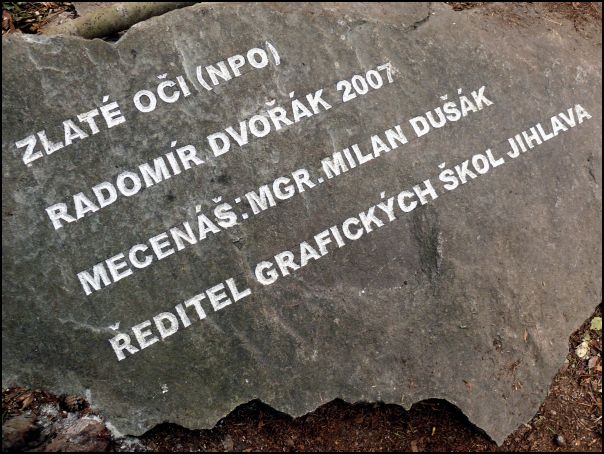 ZLATÉ OČI (NPO)
RADOMÍR DVOŘÁK 2007
MECENÁŠ:MGR.MILAN DUŠÁK
ŘEDITEL GRAFICKÝCH ŠKOL JIHLAVA